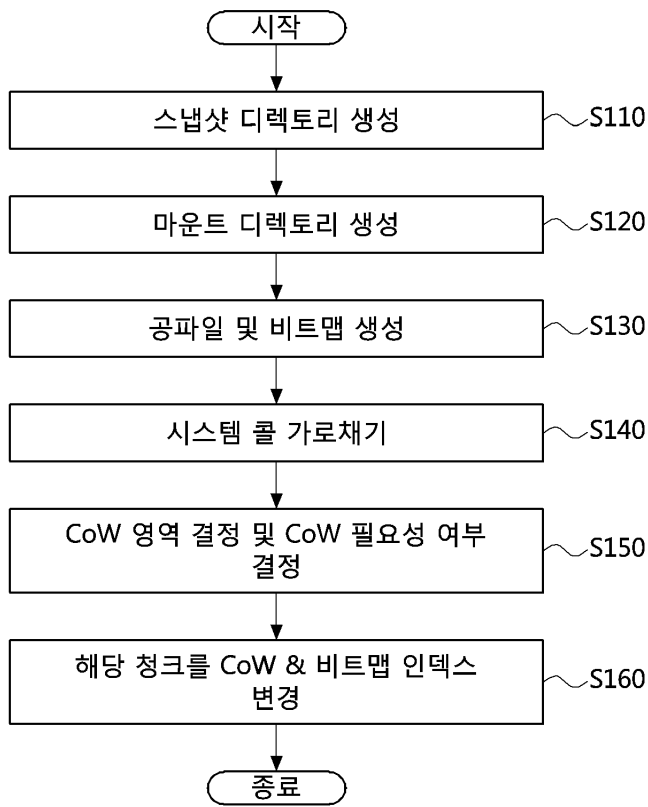 시작
스냅샷 디렉토리 생성
S110
마운트 디렉토리 생성
S120
공파일 및 비트맵 생성
S130
시스템 콜 가로채기
S140
CoW 영역 결정 및 CoW 필요성 여부
결정
S150
해당 청크를 CoW & 비트맵 인덱스
변경
S160
종료